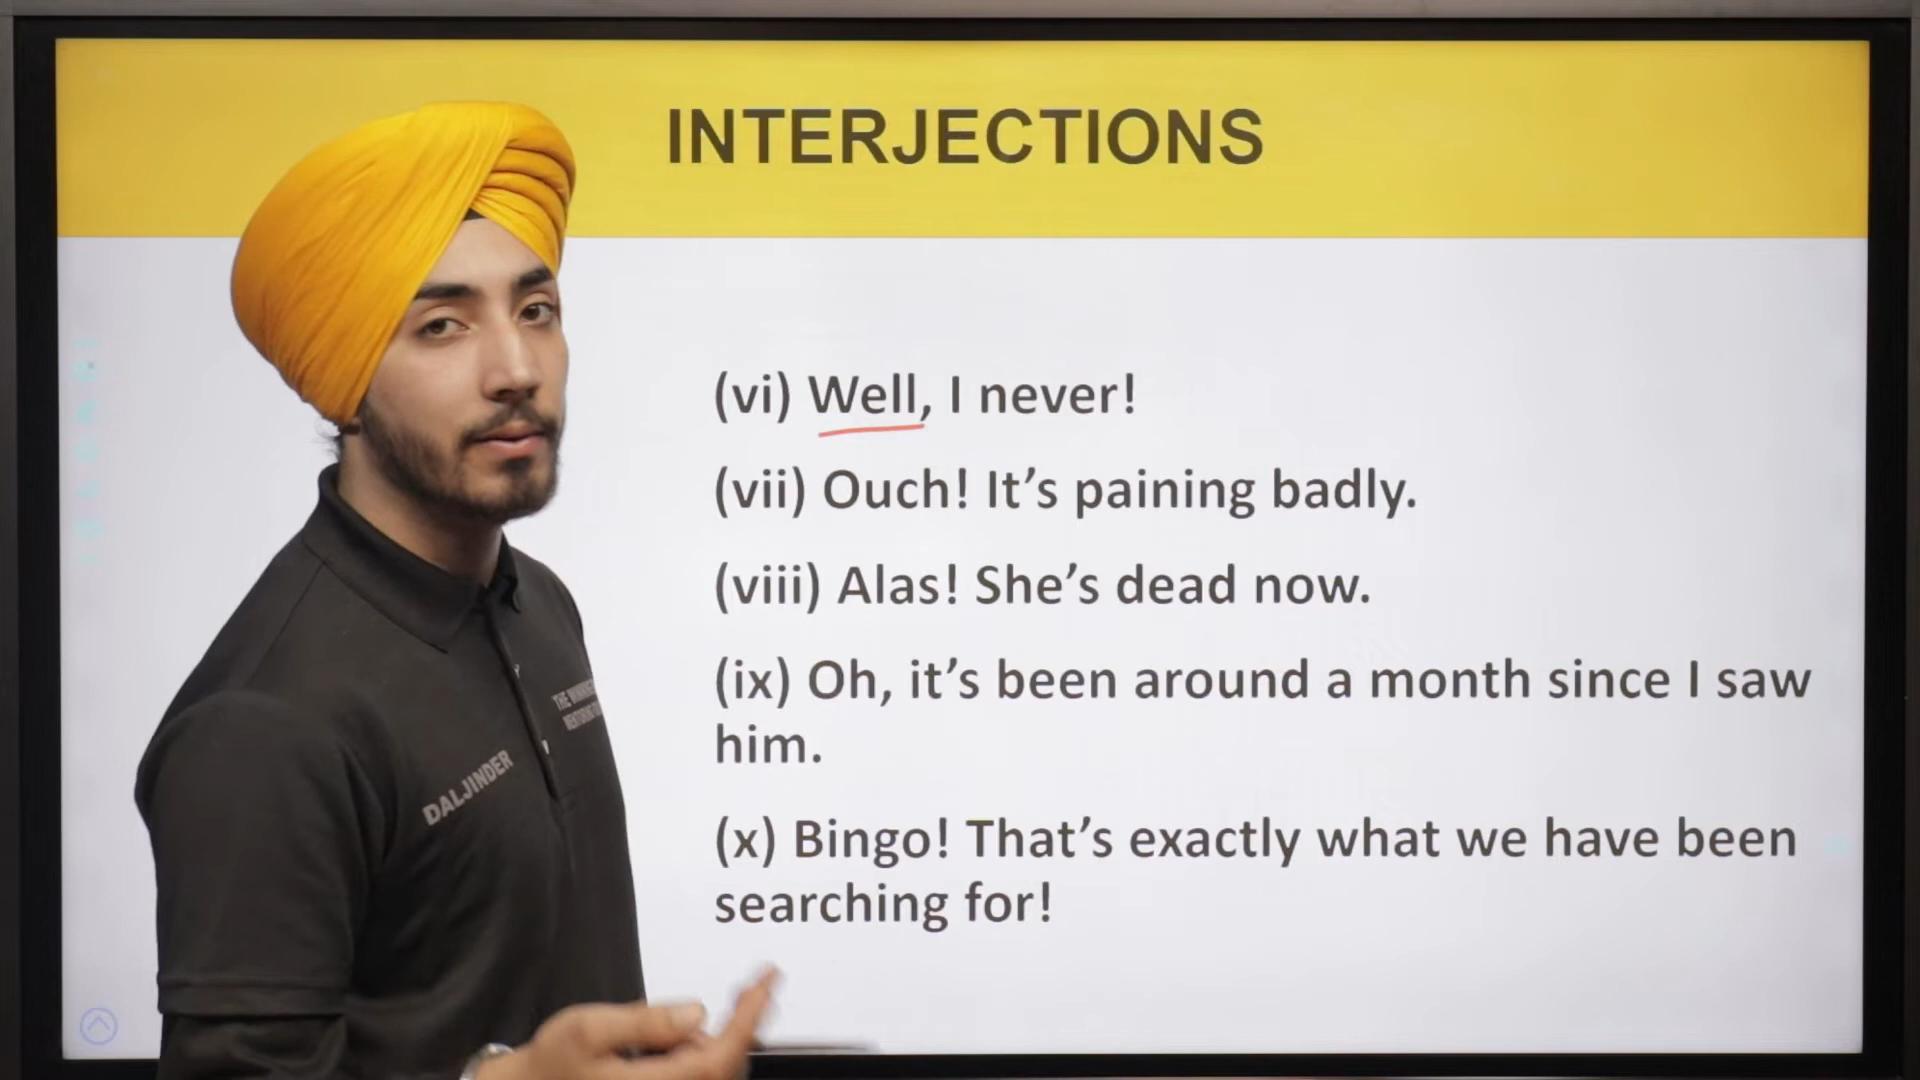 INTERJECTIONS
(vi) Well, I never!
(vii) Ouch! It’s paining badly.
(viii) Alas! She’s dead now.
(ix) Oh, it’s been around a month since I saw
him.
(x) Bingo! That’s exactly what we have been
searching for!
DALJINDER
THE